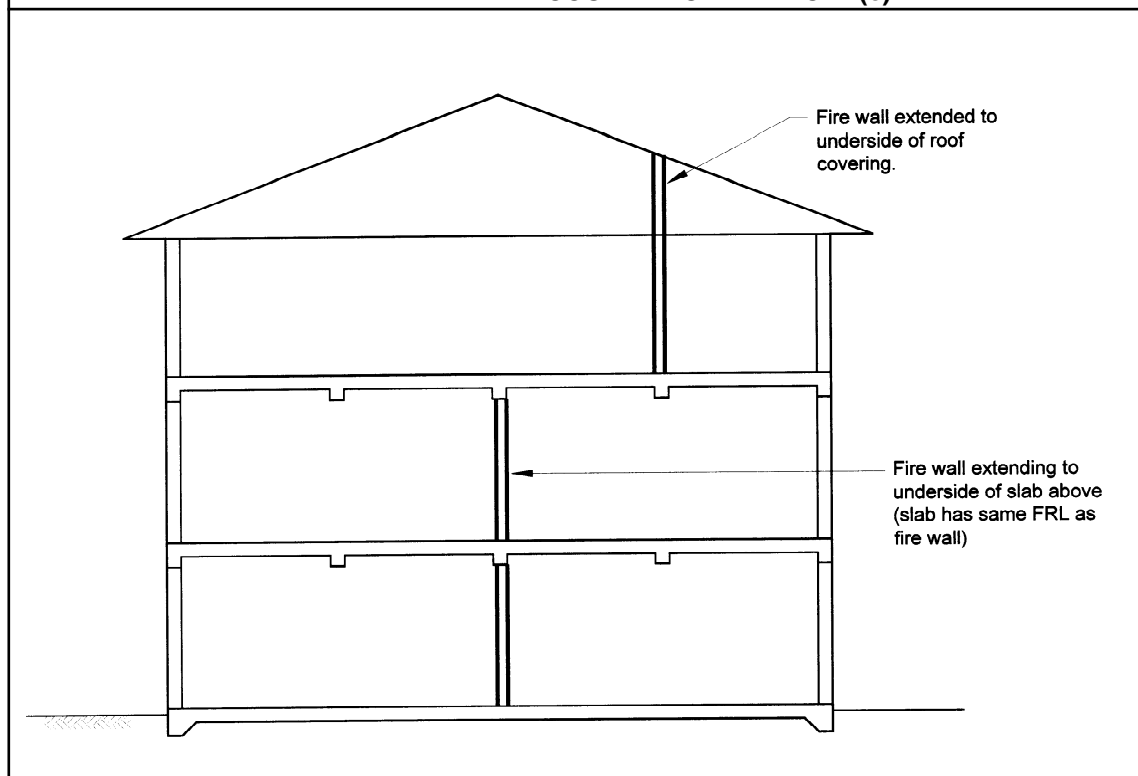 Fire wall extended to
underside of roof
covering.
Fire wall extending to
underside of slab above
(slab has same FRL as
fire wall)